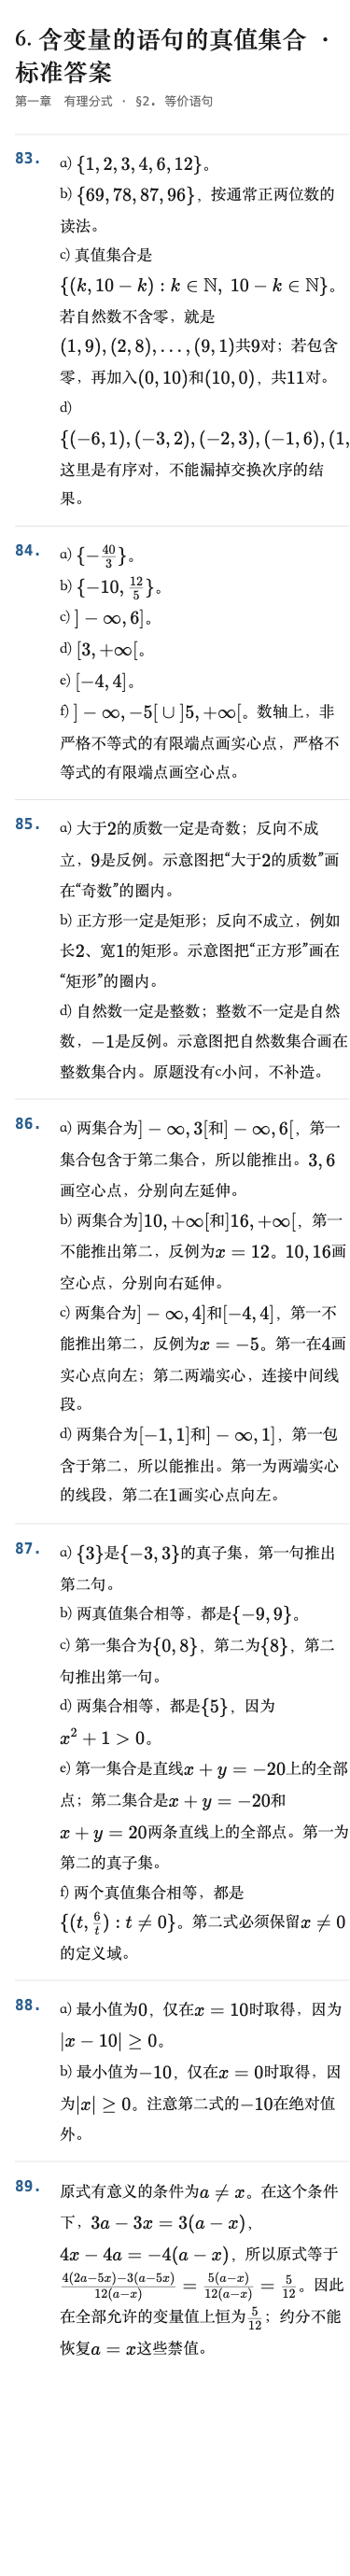 6. 含变量的语句的真值集合 ·
标准答案
第一章 有理分式 · §2. 等价语句
83.
a) {1, 2, 3, 4, 6, 12}。
b) {69, 78, 87, 96}，按通常正两位数的
读法。
c) 真值集合是
{(k, 10 − k) : k ∈ ℕ, 10 − k ∈ ℕ}。
若自然数不含零，就是
(1, 9), (2, 8), …, (9, 1)共9对；若包含
零，再加入(0, 10)和(10, 0)，共11对。
d)
{(−6, 1), (−3, 2), (−2, 3), (−1, 6), (1,
这里是有序对，不能漏掉交换次序的结
果。
84.
a) {−40/3}。
b) {−10, 12/5}。
c) ] − ∞, 6]。
d) [3, +∞[。
e) [−4, 4]。
f) ] − ∞, −5[ ∪ ]5, +∞[。数轴上，非
严格不等式的有限端点画实心点，严格不
等式的有限端点画空心点。
85.
a) 大于2的质数一定是奇数；反向不成
立，9是反例。示意图把“大于2的质数”画
在“奇数”的圈内。
b) 正方形一定是矩形；反向不成立，例如
长2、宽1的矩形。示意图把“正方形”画在
“矩形”的圈内。
d) 自然数一定是整数；整数不一定是自然
数，−1是反例。示意图把自然数集合画在
整数集合内。原题没有c小问，不补造。
86.
a) 两集合为] − ∞, 3[和] − ∞, 6[，第一
集合包含于第二集合，所以能推出。3, 6
画空心点，分别向左延伸。
b) 两集合为]10, +∞[和]16, +∞[，第一
不能推出第二，反例为x = 12。10, 16画
空心点，分别向右延伸。
c) 两集合为] − ∞, 4]和[−4, 4]，第一不
能推出第二，反例为x = −5。第一在4画
实心点向左；第二两端实心，连接中间线
段。
d) 两集合为[−1, 1]和] − ∞, 1]，第一包
含于第二，所以能推出。第一为两端实心
的线段，第二在1画实心点向左。
87.
a) {3}是{−3, 3}的真子集，第一句推出
第二句。
b) 两真值集合相等，都是{−9, 9}。
c) 第一集合为{0, 8}，第二为{8}，第二
句推出第一句。
d) 两集合相等，都是{5}，因为
x² + 1 > 0。
e) 第一集合是直线x + y = −20上的全部
点；第二集合是x + y = −20和
x + y = 20两条直线上的全部点。第一为
第二的真子集。
f) 两个真值集合相等，都是
{(t, 6/t) : t ≠ 0}。第二式必须保留x ≠ 0
的定义域。
88.
a) 最小值为0，仅在x = 10时取得，因为
|x − 10| ≥ 0。
b) 最小值为−10，仅在x = 0时取得，因
为|x| ≥ 0。注意第二式的−10在绝对值
外。
89.
原式有意义的条件为a ≠ x。在这个条件
下，3a − 3x = 3(a − x)，
4x − 4a = −4(a − x)，所以原式等于
4(2a−5x)−3(a−5x)/12(a−x) = 5(a−x)/12(a−x) = 5/12。因此
在全部允许的变量值上恒为5/12；约分不能
恢复a = x这些禁值。